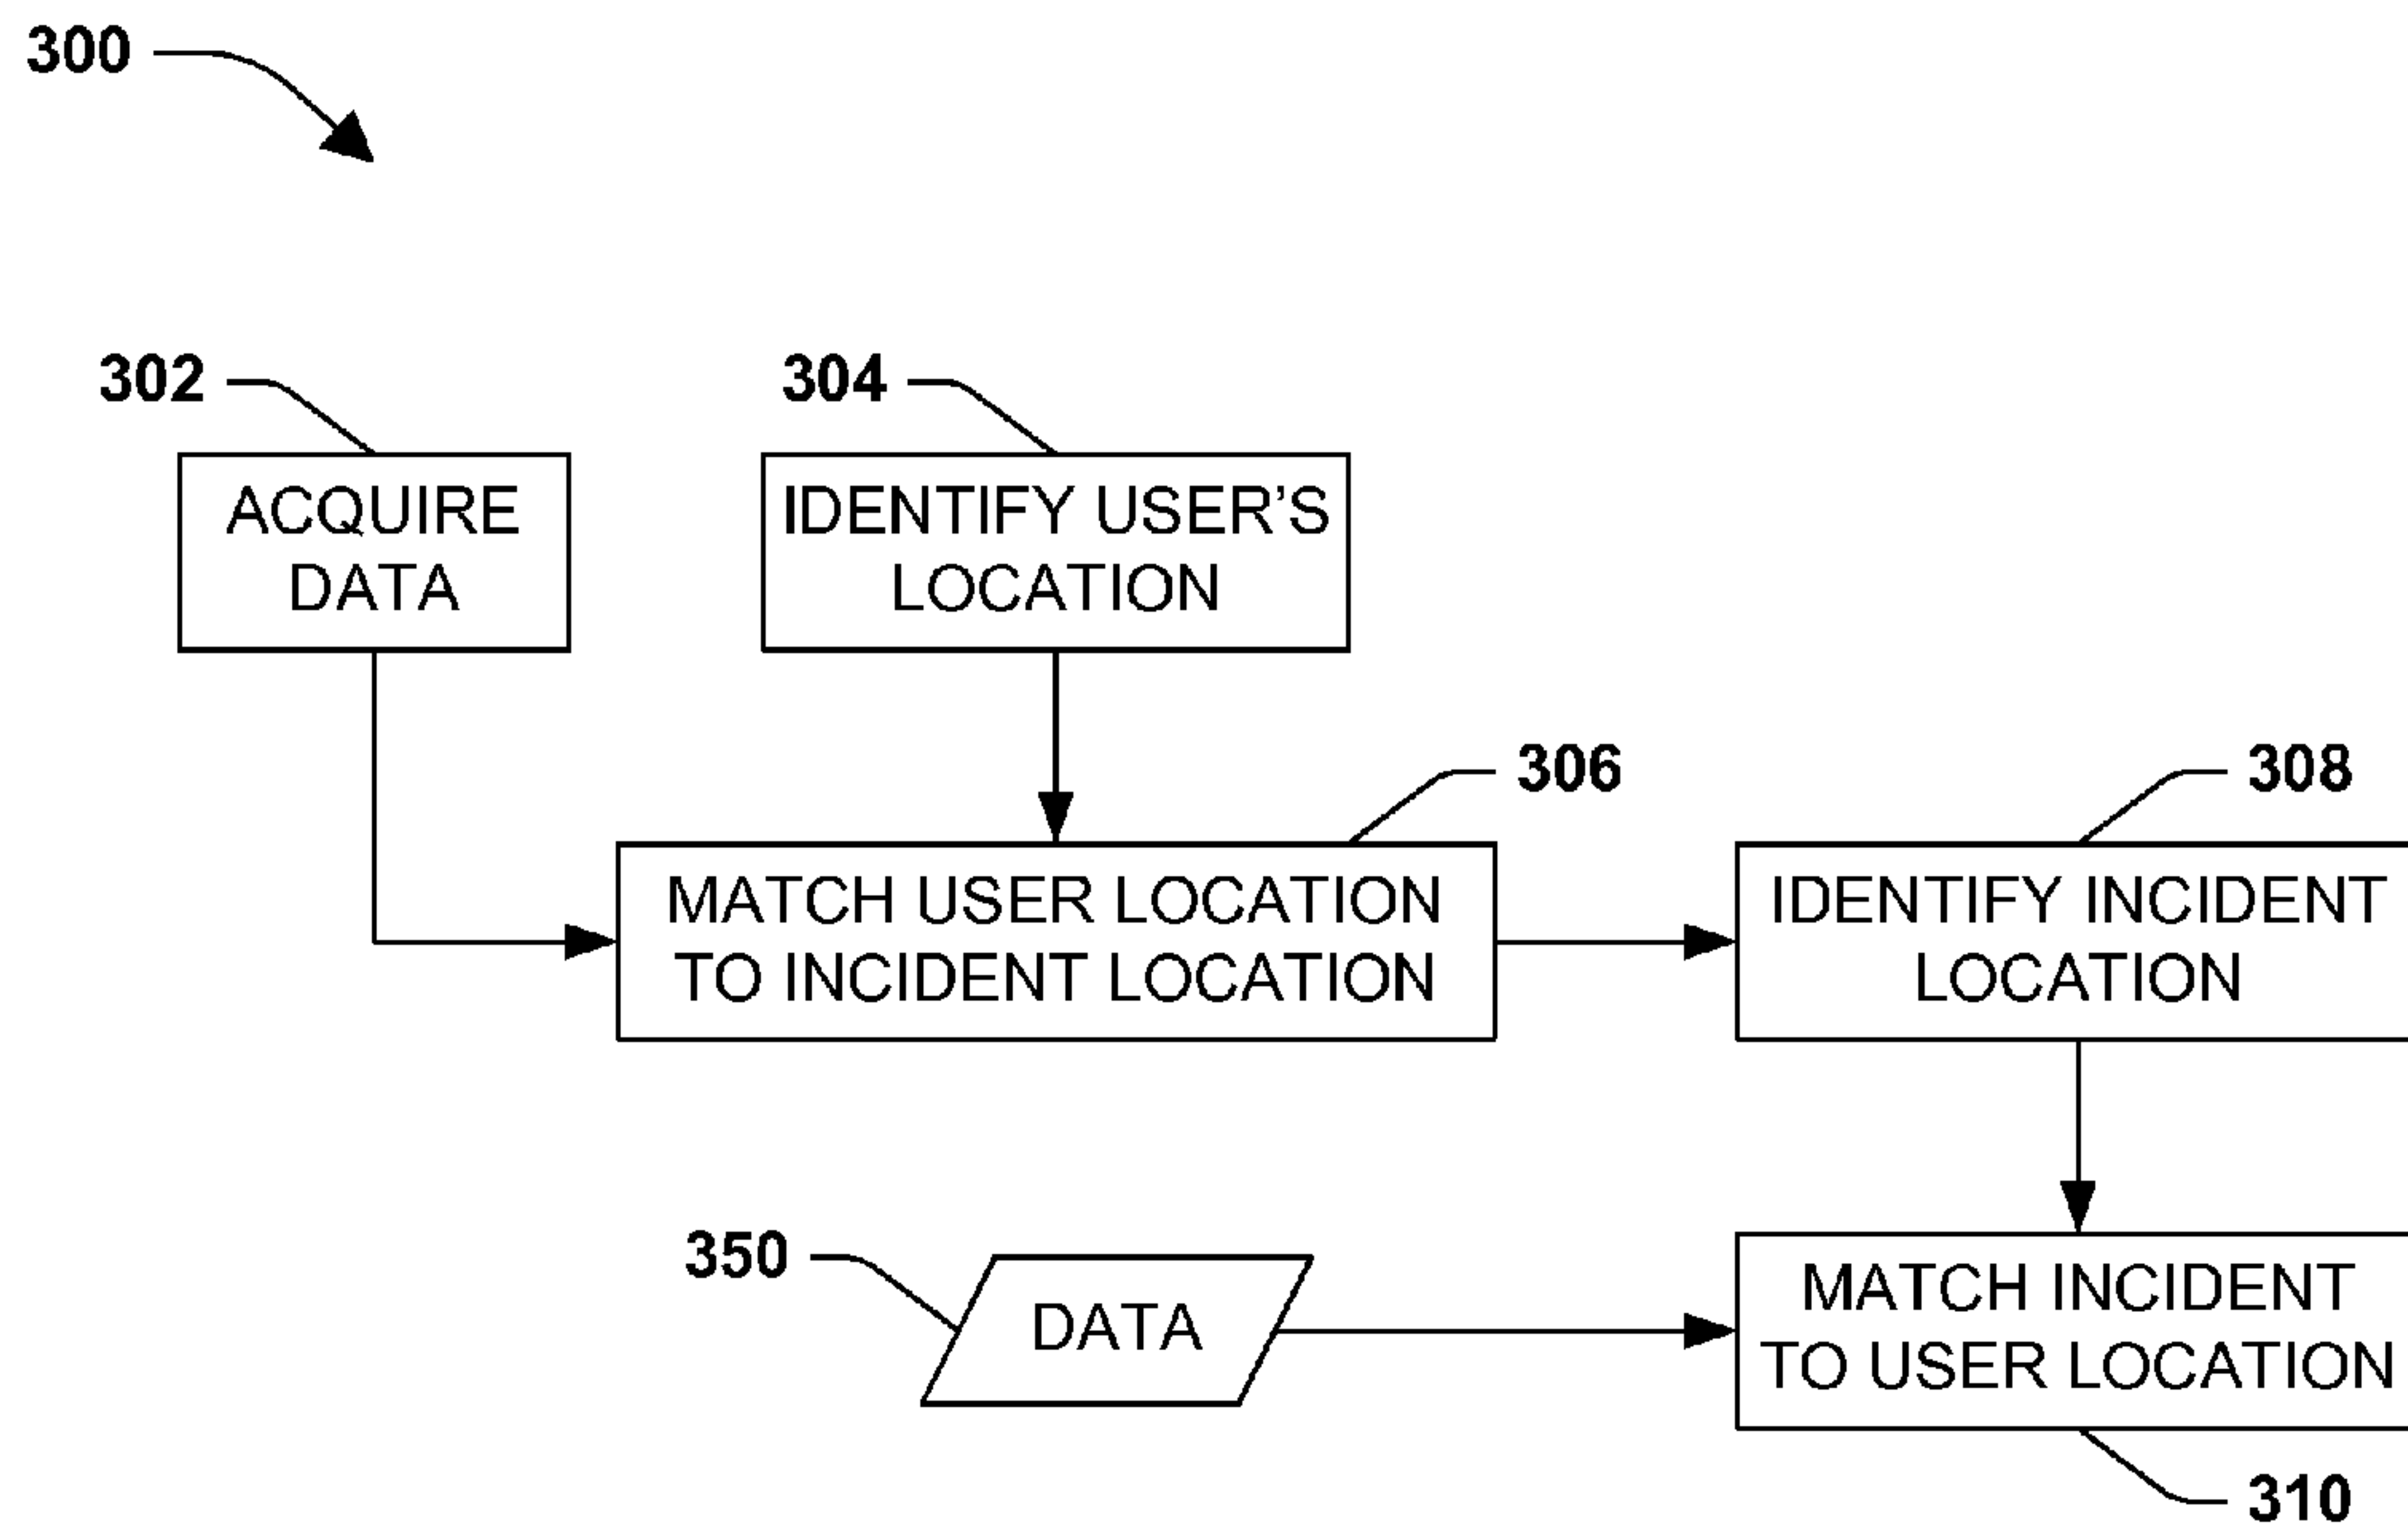 300
302
304
ACQUIRE
DATA
IDENTIFY USER’S
LOCATION
306
308
MATCH USER LOCATION
TO INCIDENT LOCATION
IDENTIFY INCIDENT
LOCATION
350
DATA
MATCH INCIDENT
TO USER LOCATION
310